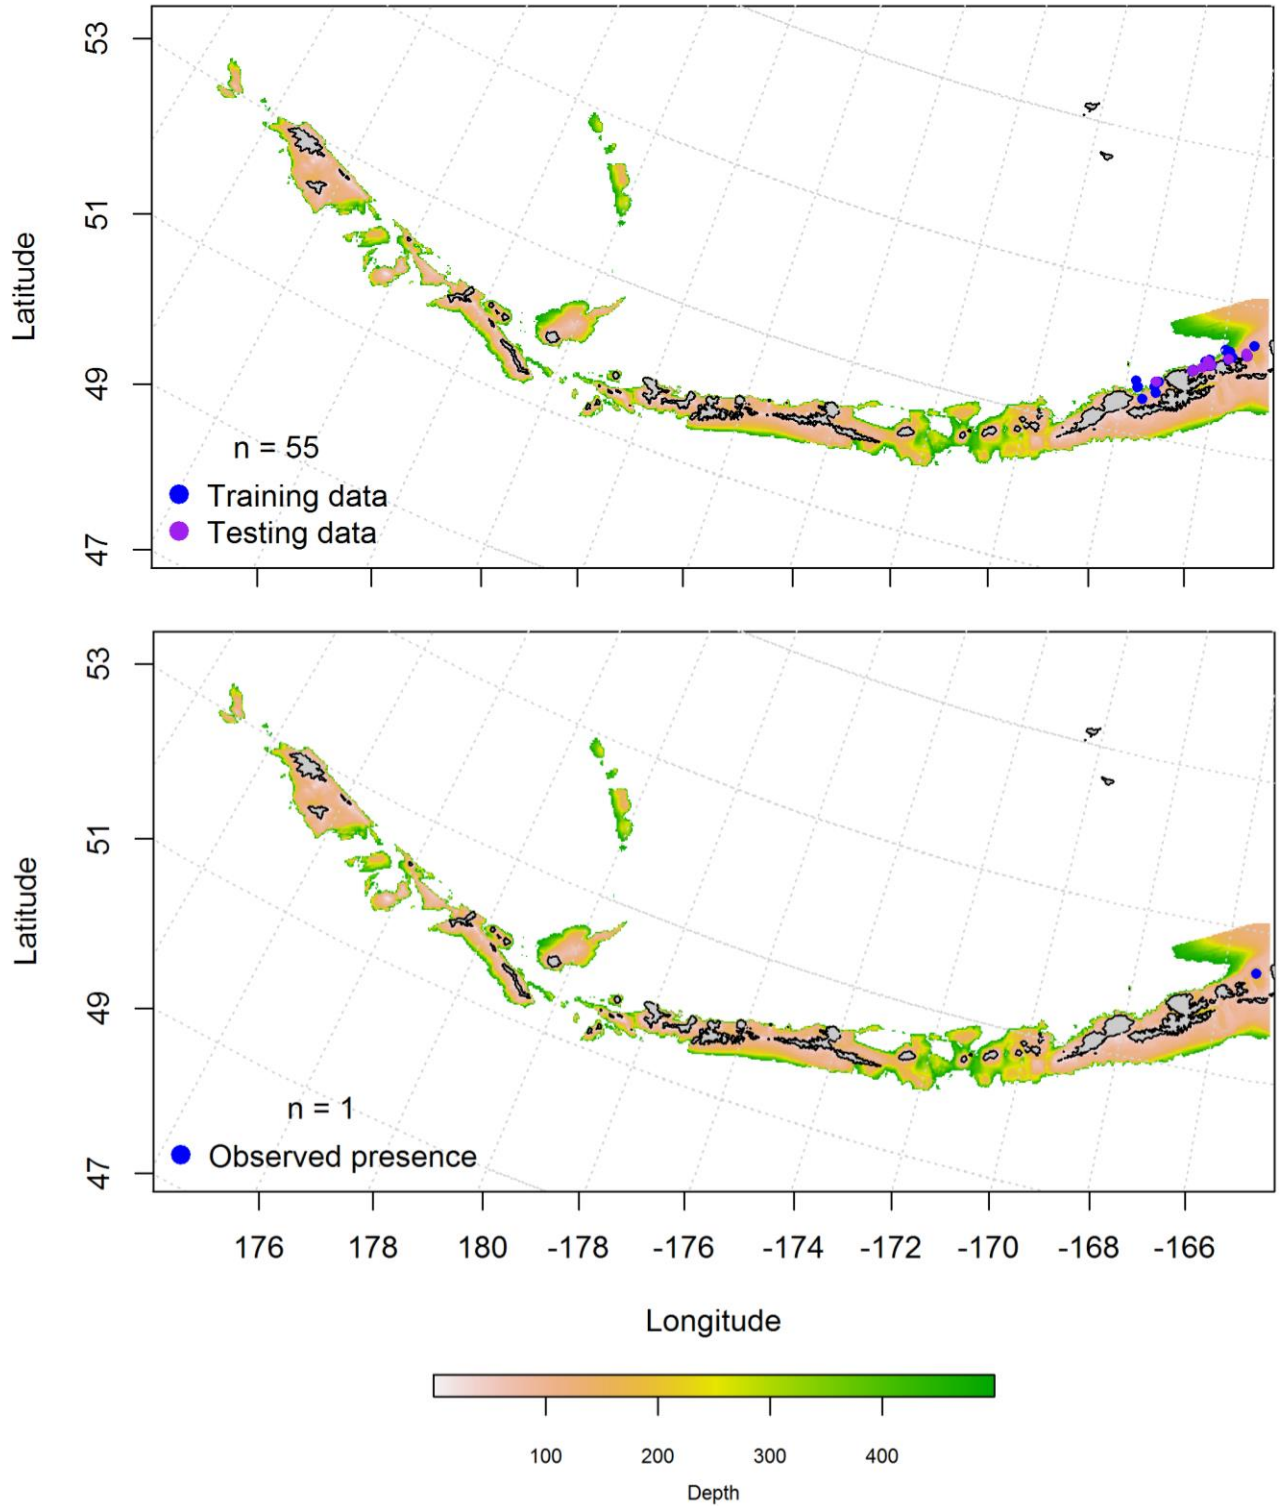 53
51
49
47
Latitude
n = 55
Training data
Testing data
53
51
49
47
Latitude
n = 1
Observed presence
176 178 180 -178 -176 -174 -172 -170 -168 -166
Longitude
100 200 300 400
Depth